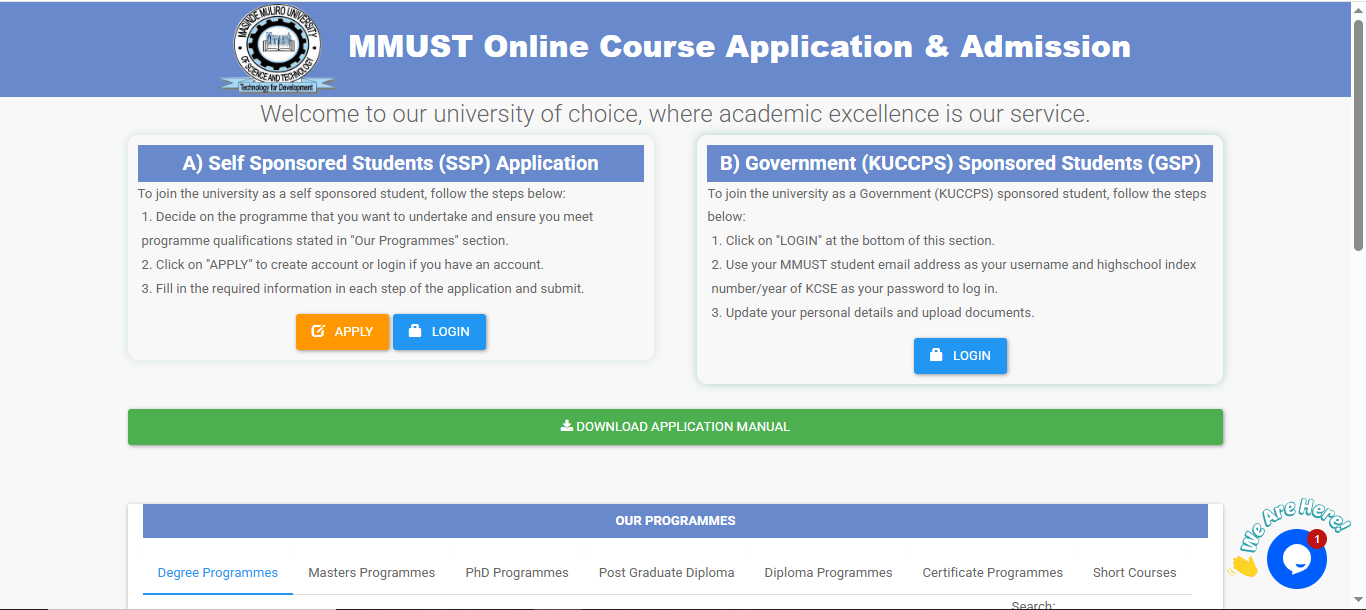 MASINDE MULIRO UNIVERSITY
OF SCIENCE AND TECHNOLOGY
Technology for Development
MMUST Online Course Application & Admission
Welcome to our university of choice, where academic excellence is our service.
A) Self Sponsored Students (SSP) Application
To join the university as a self sponsored student, follow the steps below:
1. Decide on the programme that you want to undertake and ensure you meet
programme qualifications stated in "Our Programmes" section.
2. Click on "APPLY" to create account or login if you have an account.
3. Fill in the required information in each step of the application and submit.
APPLY
LOGIN
B) Government (KUCCPS) Sponsored Students (GSP)
To join the university as a Government (KUCCPS) sponsored student, follow the steps
below:
1. Click on "LOGIN" at the bottom of this section.
2. Use your MMUST student email address as your username and highschool index
number/year of KCSE as your password to log in.
3. Update your personal details and upload documents.
LOGIN
DOWNLOAD APPLICATION MANUAL
OUR PROGRAMMES
Degree Programmes
Masters Programmes
PhD Programmes
Post Graduate Diploma
Diploma Programmes
Certificate Programmes
Short Courses
Search:
We Are Here!
1